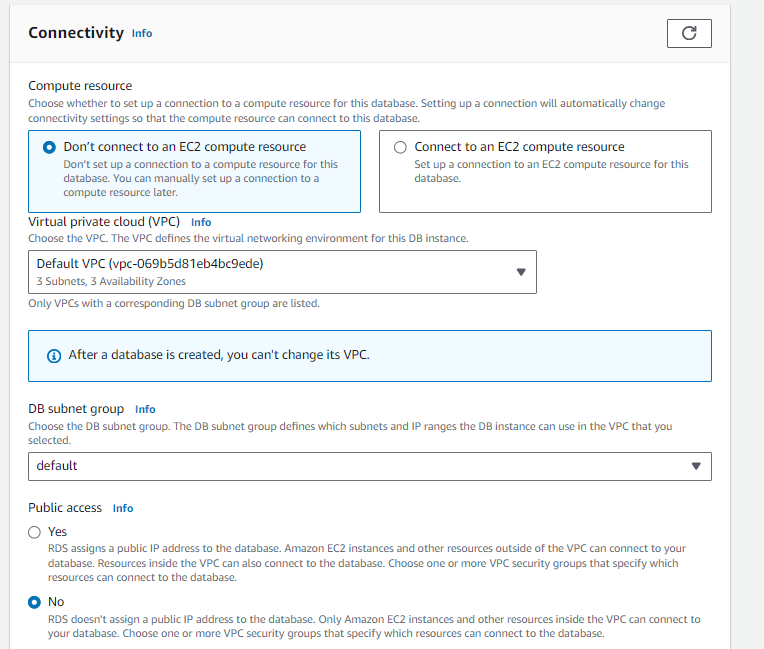 Connectivity Info
Compute resource
Choose whether to set up a connection to a compute resource for this database. Setting up a connection will automatically change
connectivity settings so that the compute resource can connect to this database.
Don't connect to an EC2 compute resource
Don't set up a connection to a compute resource for this
database. You can manually set up a connection to a
compute resource later.
Connect to an EC2 compute resource
Set up a connection to an EC2 compute resource for this
database.
Virtual private cloud (VPC) Info
Choose the VPC. The VPC defines the virtual networking environment for this DB instance.
Default VPC (vpc-069b5d81eb4bc9ede)
3 Subnets, 3 Availability Zones
Only VPCs with a corresponding DB subnet group are listed.
After a database is created, you can't change its VPC.
DB subnet group Info
Choose the DB subnet group. The DB subnet group defines which subnets and IP ranges the DB instance can use in the VPC that you
selected.
default
Public access Info
Yes
RDS assigns a public IP address to the database. Amazon EC2 instances and other resources outside of the VPC can connect to your
database. Resources inside the VPC can also connect to the database. Choose one or more VPC security groups that specify which
resources can connect to the database.
No
RDS doesn't assign a public IP address to the database. Only Amazon EC2 instances and other resources inside the VPC can connect to
your database. Choose one or more VPC security groups that specify which resources can connect to the database.